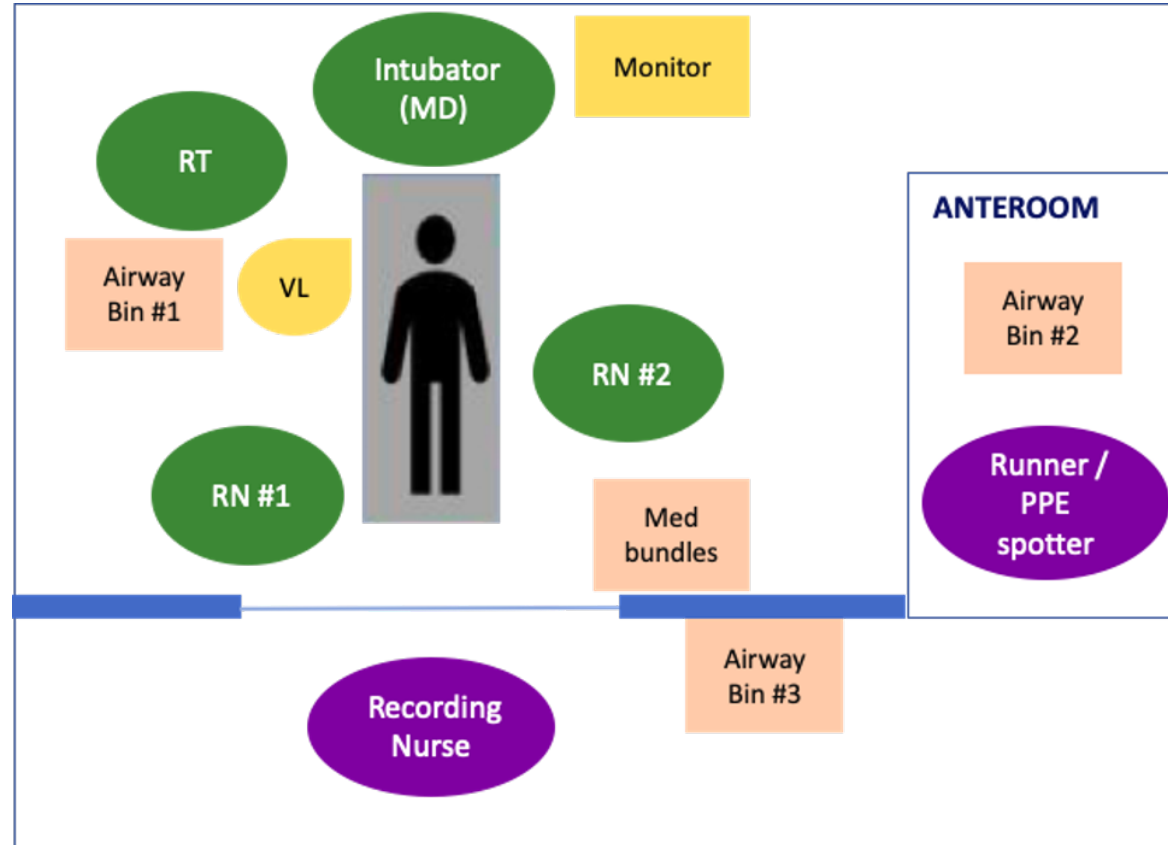 Intubator
(MD)
Monitor
RT
ANTEROOM
Airway
Bin #1
VL
Airway
Bin #2
RN #2
RN #1
Runner /
PPE
spotter
Med
bundles
Airway
Bin #3
Recording
Nurse